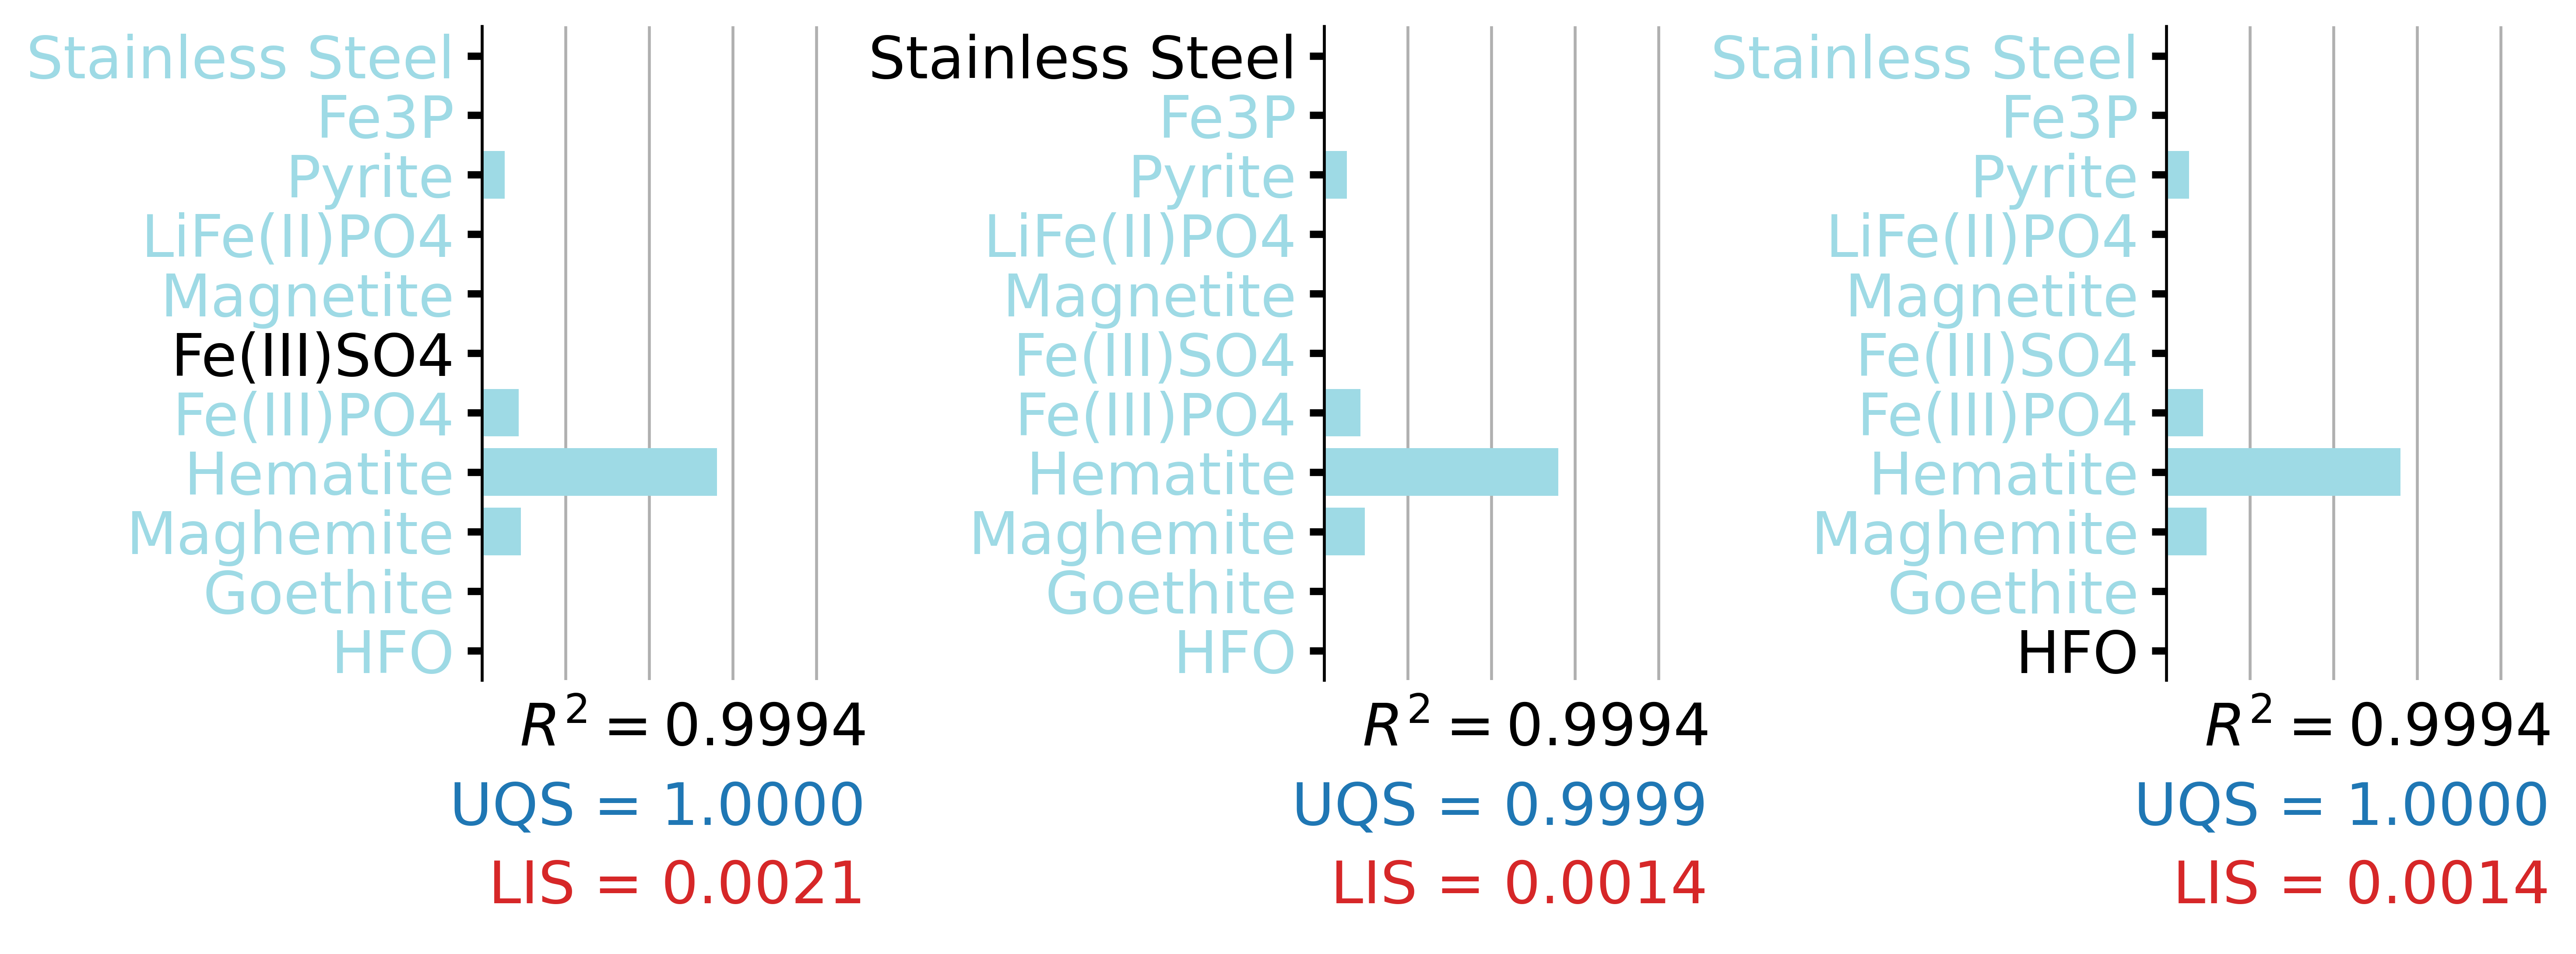 Stainless Steel
Fe3P
Pyrite
LiFe(II)PO4
Magnetite
Fe(III)SO4
Fe(III)PO4
Hematite
Maghemite
Goethite
HFO
R² = 0.9994
UQS = 1.0000
LIS = 0.0021
Stainless Steel
Fe3P
Pyrite
LiFe(II)PO4
Magnetite
Fe(III)SO4
Fe(III)PO4
Hematite
Maghemite
Goethite
HFO
R² = 0.9994
UQS = 0.9999
LIS = 0.0014
Stainless Steel
Fe3P
Pyrite
LiFe(II)PO4
Magnetite
Fe(III)SO4
Fe(III)PO4
Hematite
Maghemite
Goethite
HFO
R² = 0.9994
UQS = 1.0000
LIS = 0.0014